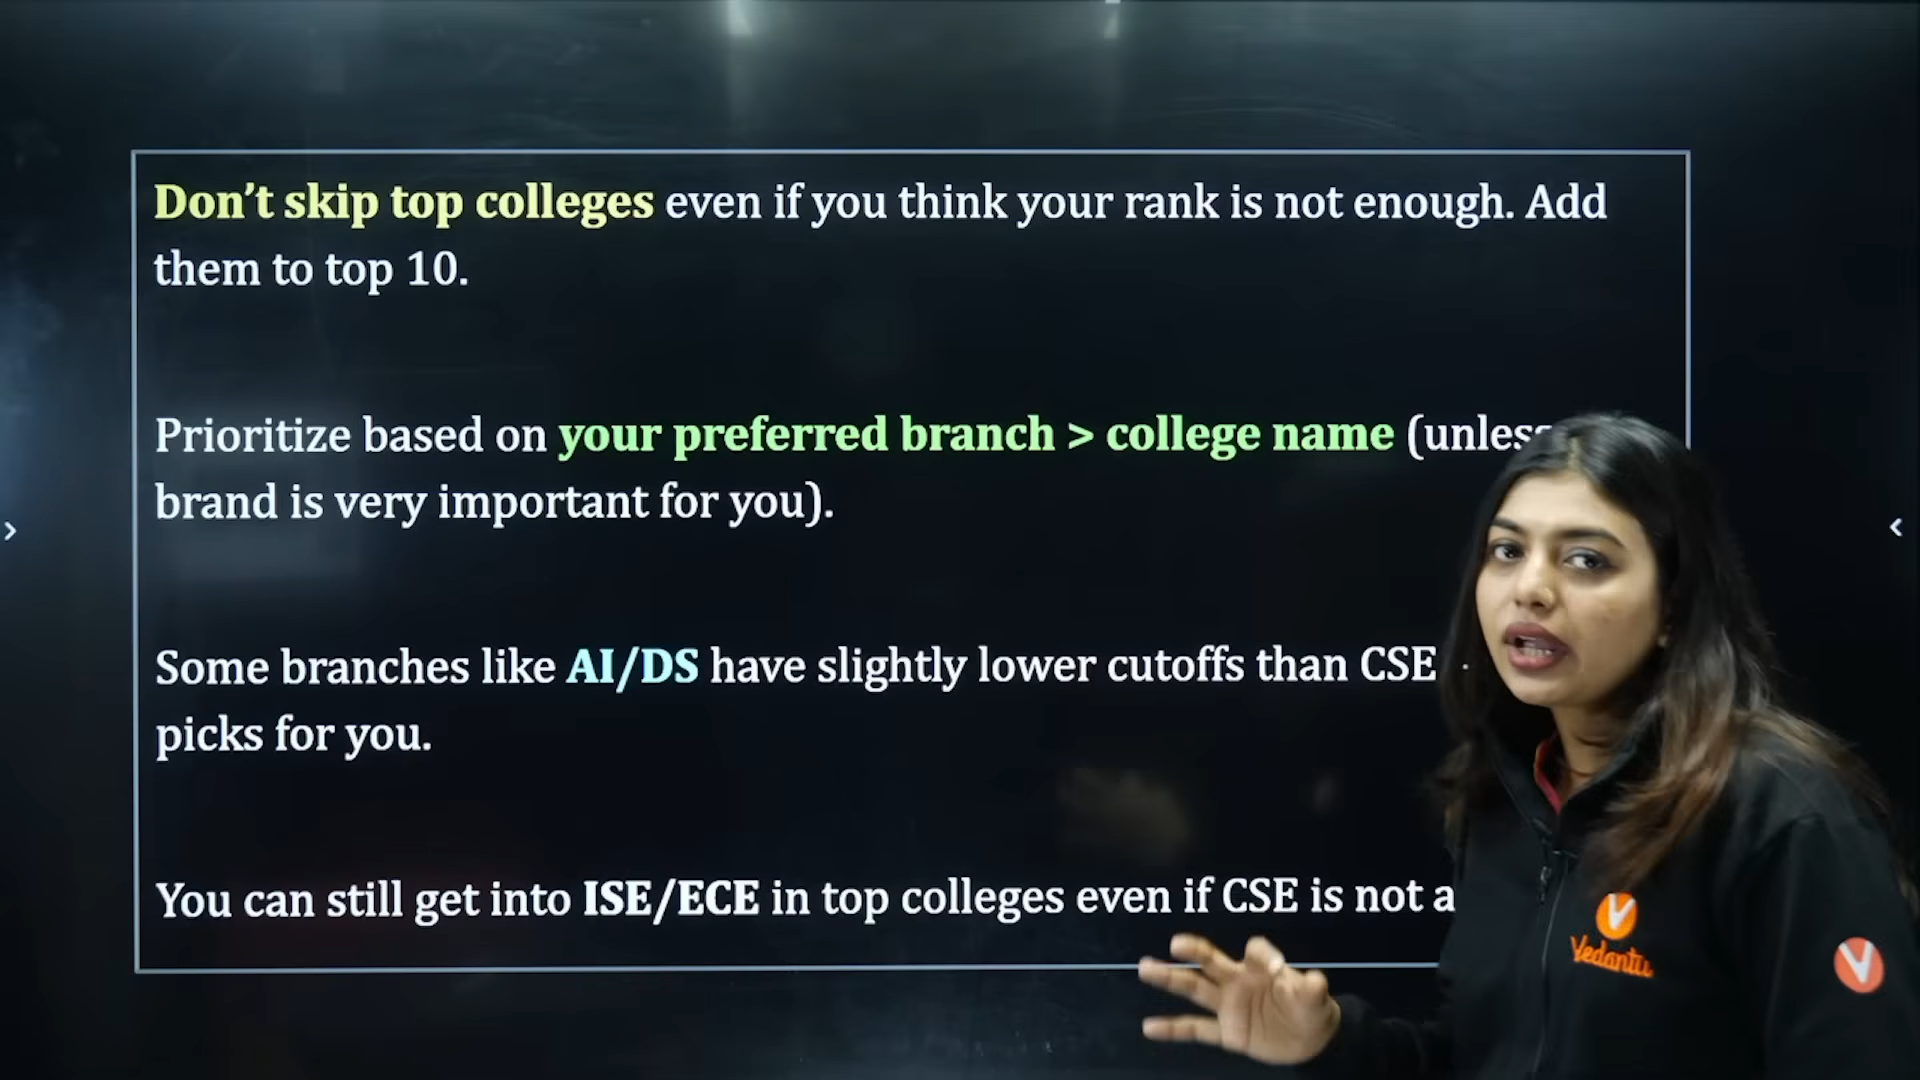 Don’t skip top colleges even if you think your rank is not enough. Add
them to top 10.
Prioritize based on your preferred branch > college name (unless
brand is very important for you).
Some branches like AI/DS have slightly lower cutoffs than CSE
picks for you.
You can still get into ISE/ECE in top colleges even if CSE is not
Vedantu